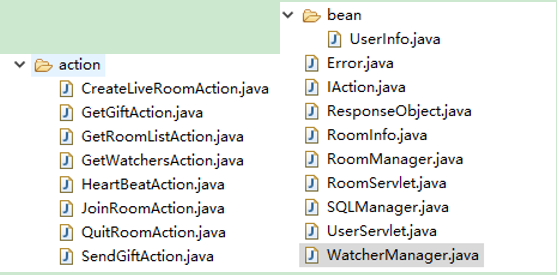 action
CreateLiveRoomAction.java
GetGiftAction.java
GetRoomListAction.java
GetWatchersAction.java
HeartBeatAction.java
JoinRoomAction.java
QuitRoomAction.java
SendGiftAction.java
bean
UserInfo.java
Error.java
IAction.java
ResponseObject.java
RoomInfo.java
RoomManager.java
RoomServlet.java
SQLManager.java
UserServlet.java
WatcherManager.java